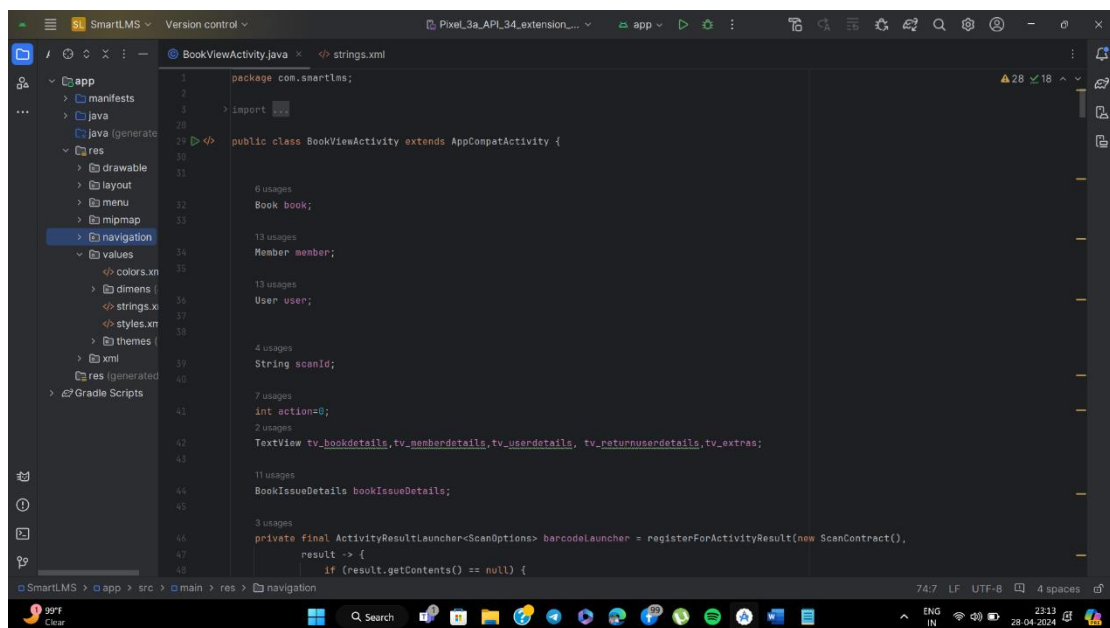 SL SmartLMS Version control Pixel_3a_API_34_extension_... app
BookViewActivity.java strings.xml
app
manifests
java
java (generate
res
drawable
layout
menu
mipmap
navigation
values
colors.xm
dimens (
strings.x
styles.xm
themes (
xml
res (generated
Gradle Scripts
28 18
1 package com.smartlms;
2
3 import ...
28
29 public class BookViewActivity extends AppCompatActivity {
30
31
6 usages
32 Book book;
33
13 usages
34 Member member;
35
13 usages
36 User user;
37
38
4 usages
39 String scanId;
40
7 usages
41 int action=0;
2 usages
42 TextView tv_bookdetails,tv_memberdetails,tv_userdetails, tv_returnuserdetails,tv_extras;
43
11 usages
44 BookIssueDetails bookIssueDetails;
45
3 usages
46 private final ActivityResultLauncher<ScanOptions> barcodeLauncher = registerForActivityResult(new ScanContract(),
47 result -> {
48 if (result.getContents() == null) {
SmartLMS > app > src > main > res > navigation 74:7 LF UTF-8 4 spaces
1 99°F
Clear
Search
99
ENG
IN
23:13
28-04-2024